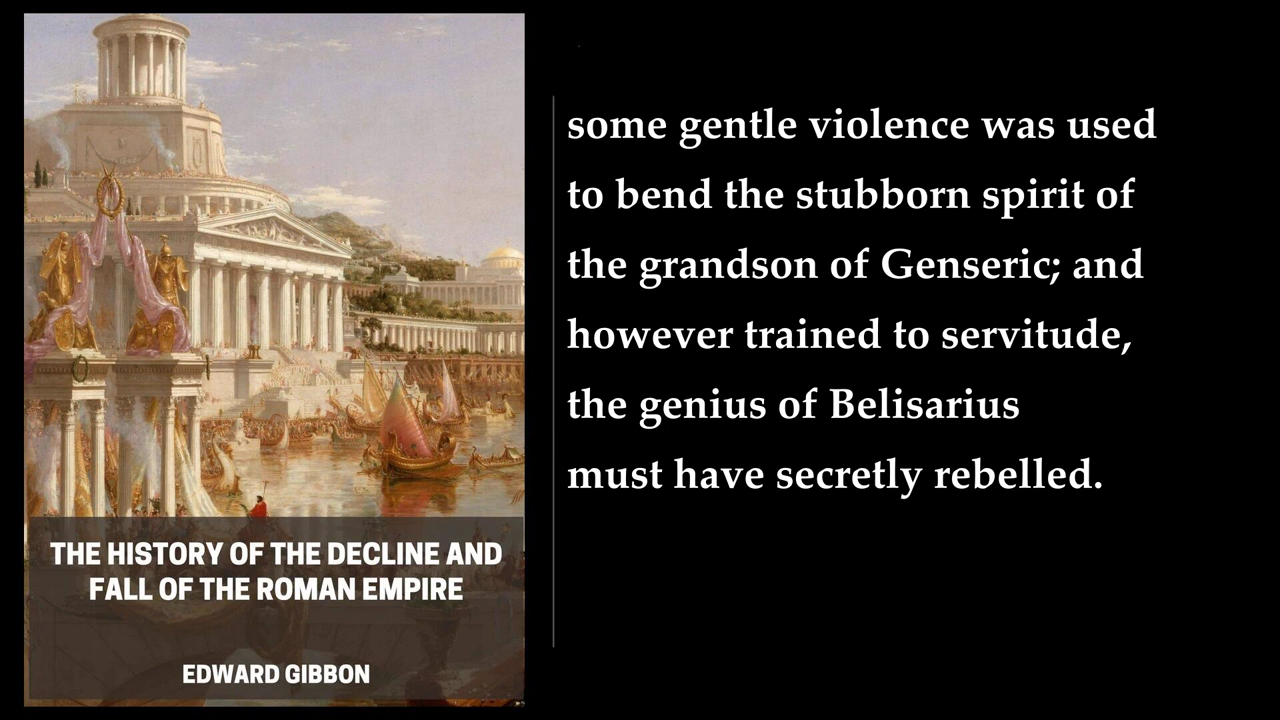 some gentle violence was used
to bend the stubborn spirit of
the grandson of Genseric; and
however trained to servitude,
the genius of Belisarius
must have secretly rebelled.
THE HISTORY OF THE DECLINE AND
FALL OF THE ROMAN EMPIRE
EDWARD GIBBON